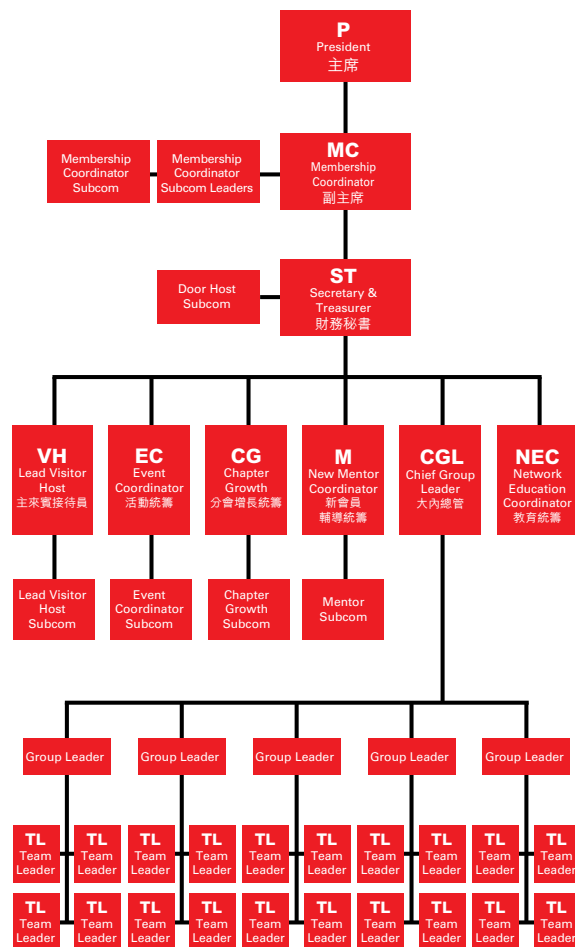 P
President
主席
MC
Membership
Coordinator
副主席
Membership
Coordinator
Subcom
Membership
Coordinator
Subcom Leaders
ST
Secretary &
Treasurer
財務秘書
Door Host
Subcom
VH
Lead Visitor
Host
主來賓接待員
EC
Event
Coordinator
活動統籌
CG
Chapter
Growth
分會增長統籌
M
New Mentor
Coordinator
新會員
輔導統籌
CGL
Chief Group
Leader
大內總管
NEC
Network
Education
Coordinator
教育統籌
Lead Visitor
Host
Subcom
Event
Coordinator
Subcom
Chapter
Growth
Subcom
Mentor
Subcom
Group Leader
Group Leader
Group Leader
Group Leader
Group Leader
TL
Team
Leader
TL
Team
Leader
TL
Team
Leader
TL
Team
Leader
TL
Team
Leader
TL
Team
Leader
TL
Team
Leader
TL
Team
Leader
TL
Team
Leader
TL
Team
Leader
TL
Team
Leader
TL
Team
Leader
TL
Team
Leader
TL
Team
Leader
TL
Team
Leader
TL
Team
Leader
TL
Team
Leader
TL
Team
Leader
TL
Team
Leader
TL
Team
Leader